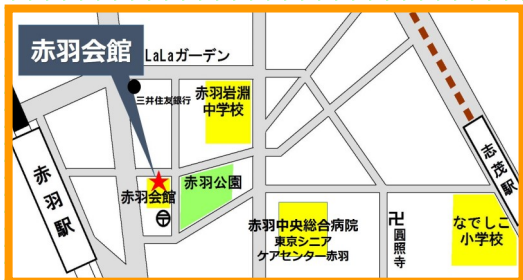 赤羽会館
LaLaガーデン
三井住友銀行
赤羽岩淵
中学校
赤羽駅
赤羽会館
赤羽公園
志茂駅
赤羽中央総合病院
東京シニア
ケアセンター赤羽
卍
圓照寺
なでしこ
小学校